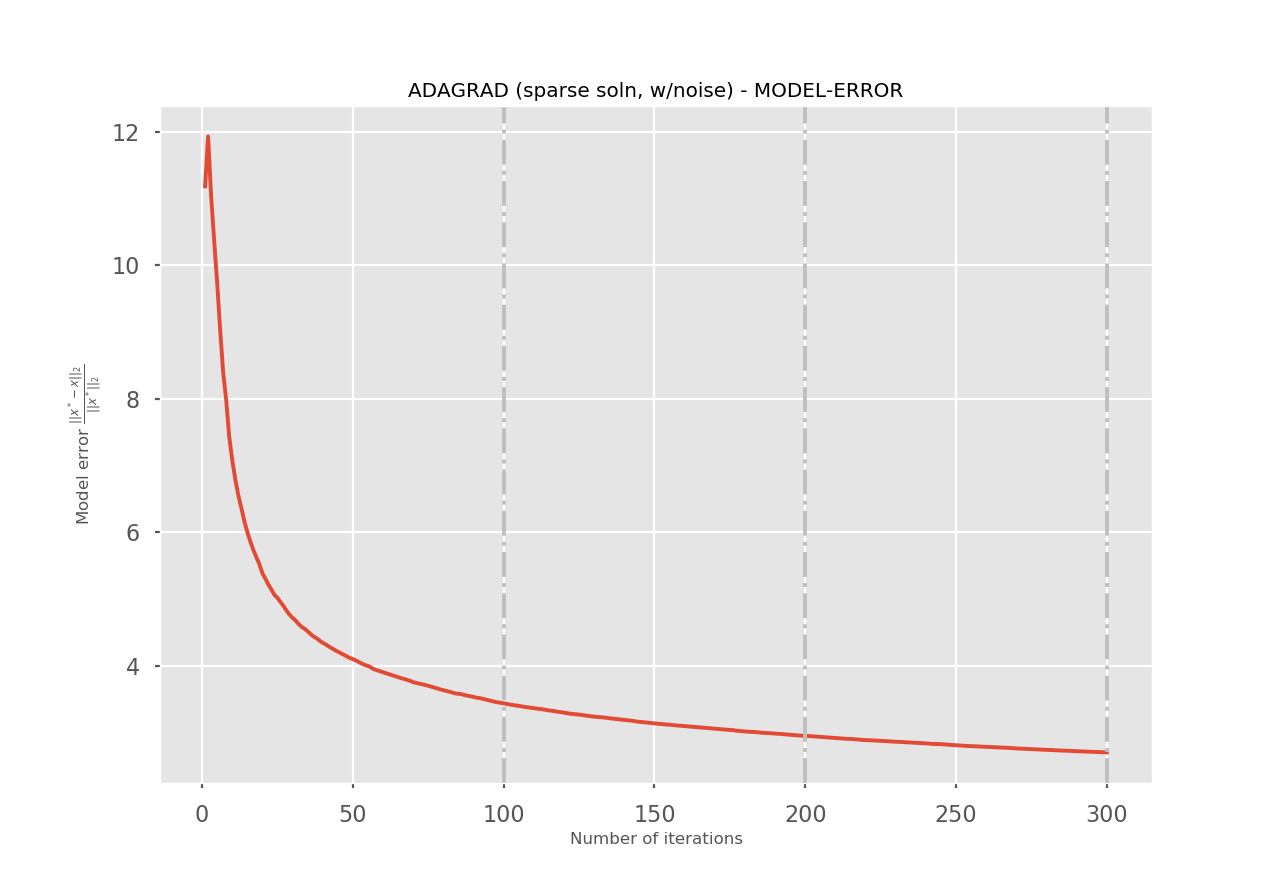 ADAGRAD (sparse soln, w/noise) - MODEL-ERROR
12
10
8
6
4
Model error ||x* − x||₂ / ||x*||₂
0 50 100 150 200 250 300
Number of iterations